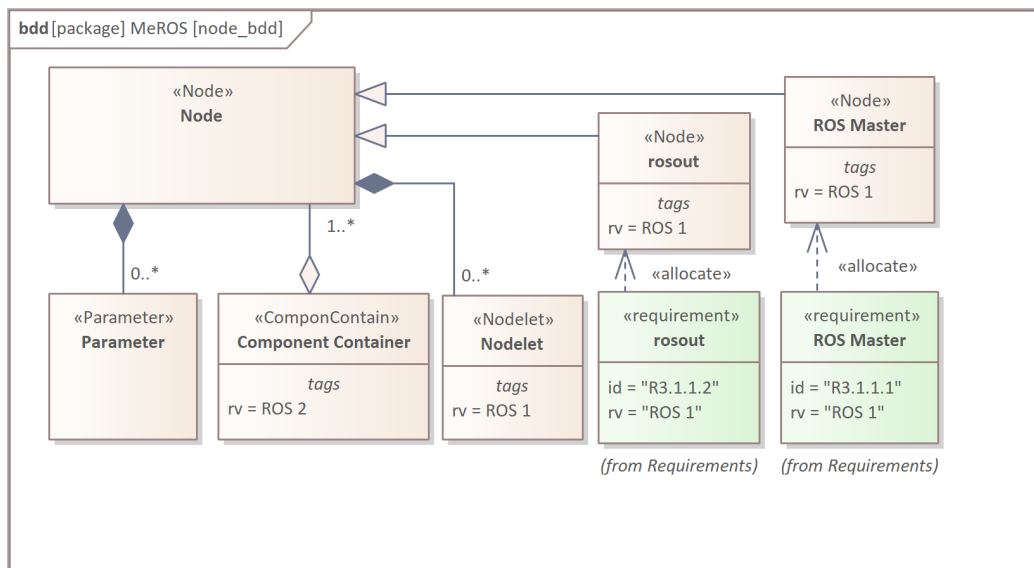 bdd [package] MeROS [node_bdd]
«Node»
Node
«Node»
ROS Master
tags
rv = ROS 1
«Node»
rosout
tags
rv = ROS 1
0..*
1..*
0..*
«allocate»
«allocate»
«Parameter»
Parameter
«ComponContain»
Component Container
tags
rv = ROS 2
«Nodelet»
Nodelet
tags
rv = ROS 1
«requirement»
rosout
id = "R3.1.1.2"
rv = "ROS 1"
(from Requirements)
«requirement»
ROS Master
id = "R3.1.1.1"
rv = "ROS 1"
(from Requirements)